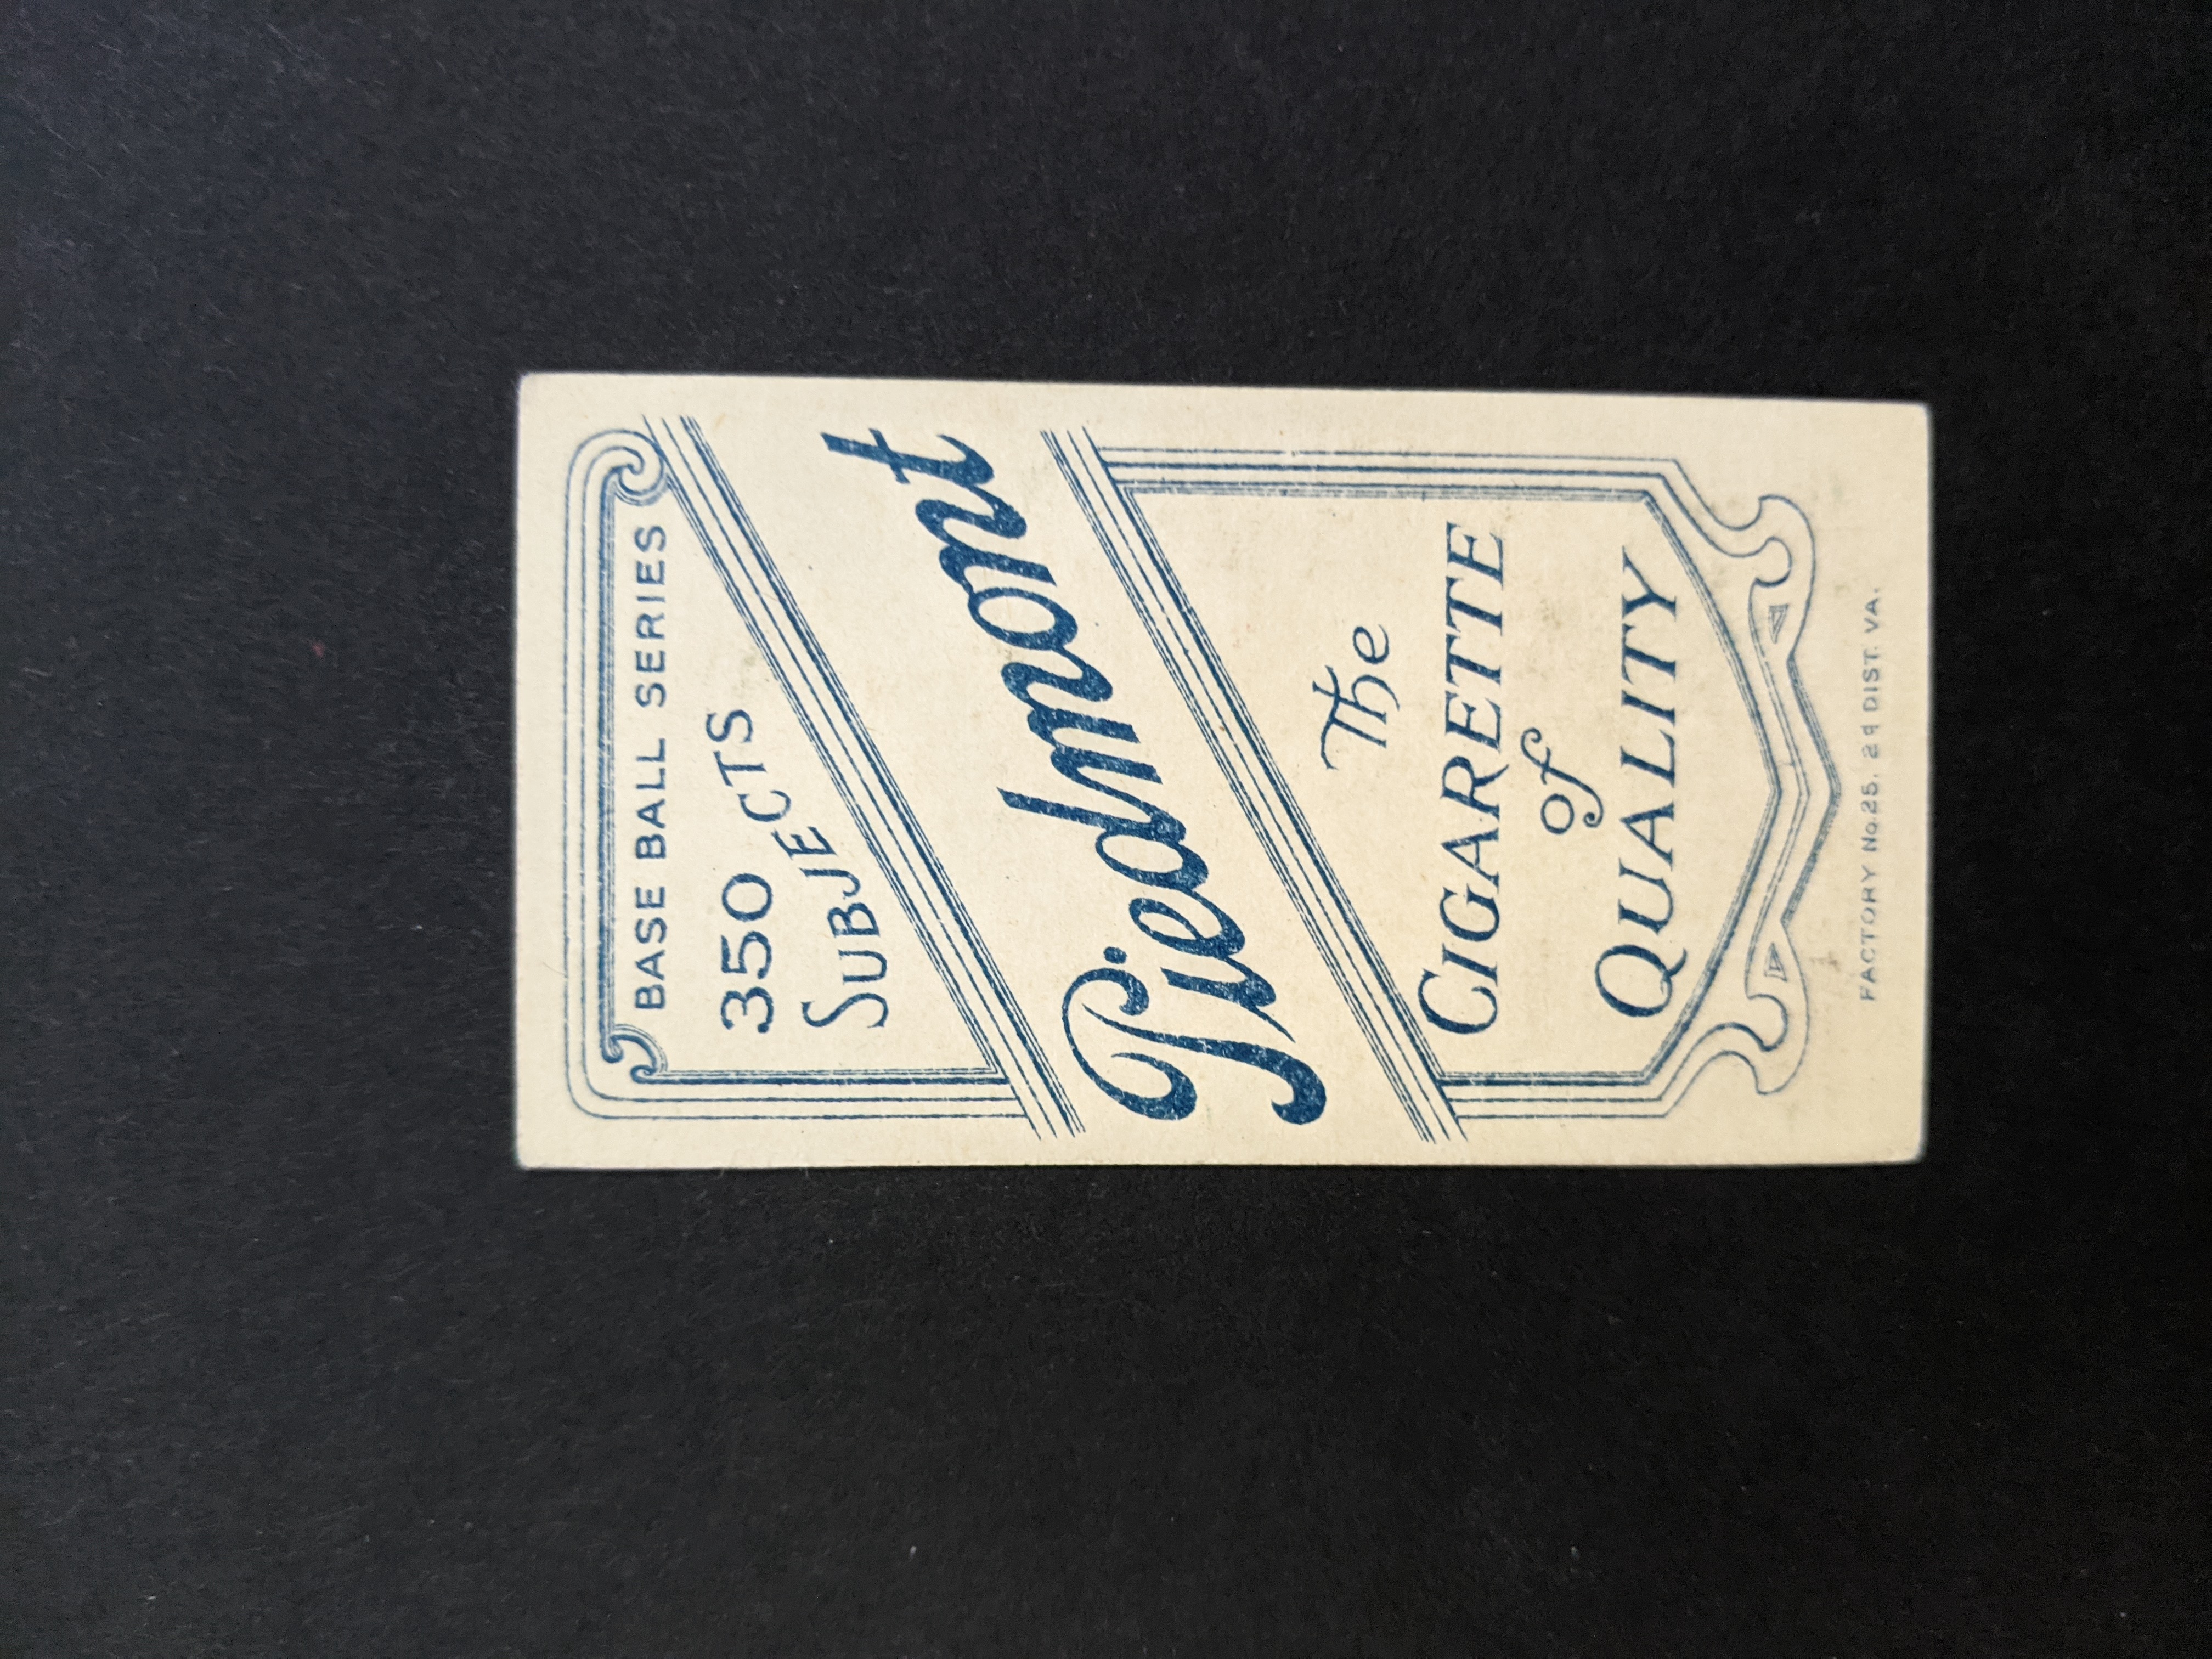 BASE BALL SERIES
350
SUBJECTS
Piedmont
The
CIGARETTE
of
QUALITY
FACTORY No. 25. 2d DIST. VA.